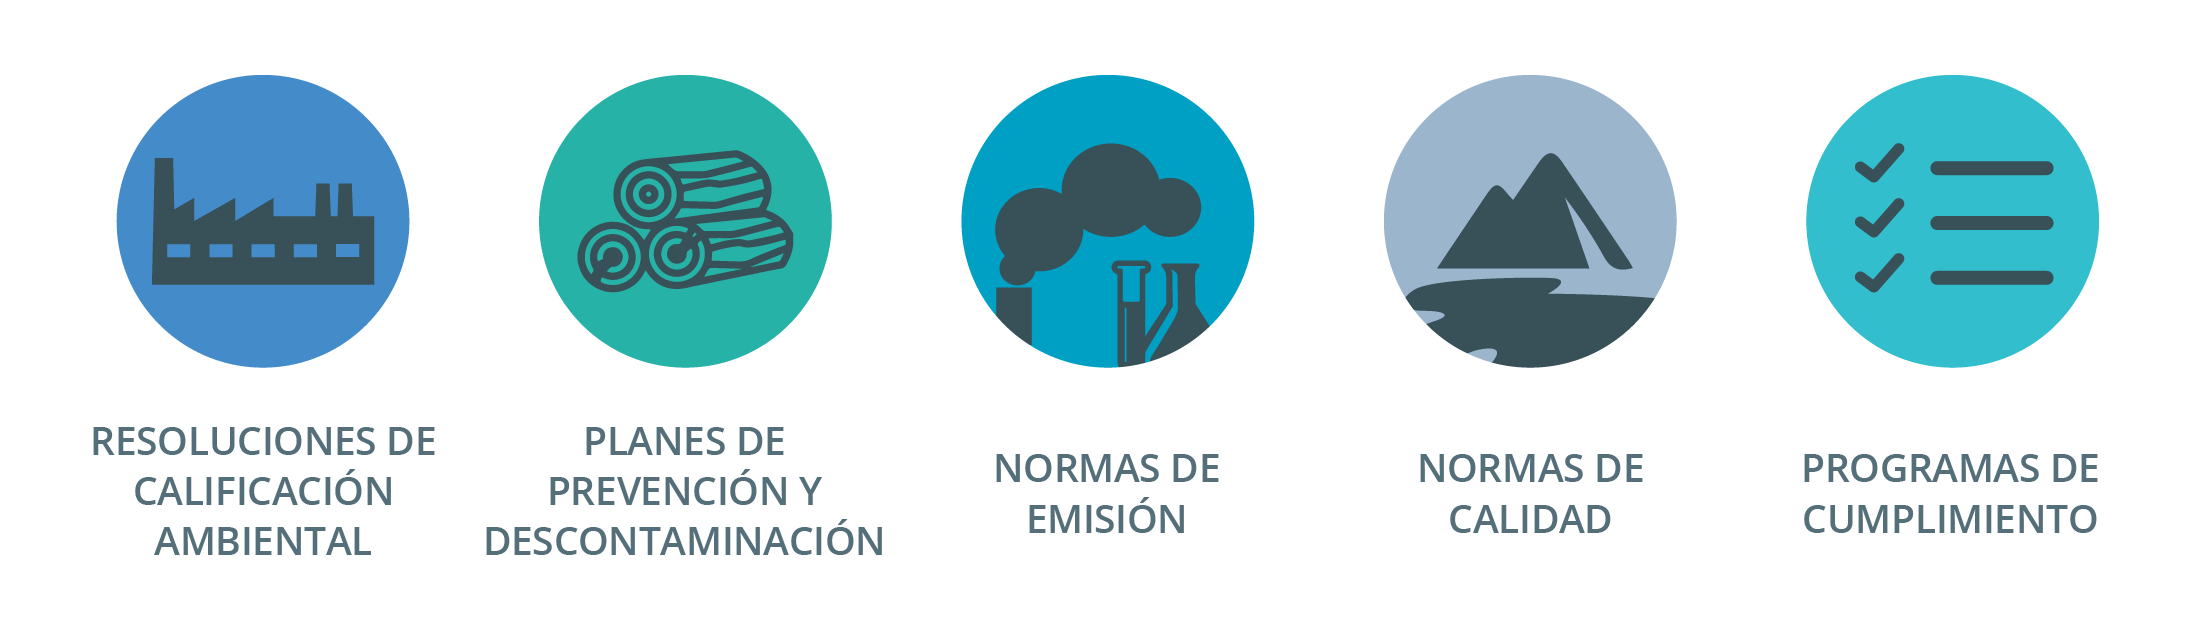 RESOLUCIONES DE
CALIFICACIÓN
AMBIENTAL
PLANES DE
PREVENCIÓN Y
DESCONTAMINACIÓN
NORMAS DE
EMISIÓN
NORMAS DE
CALIDAD
PROGRAMAS DE
CUMPLIMIENTO